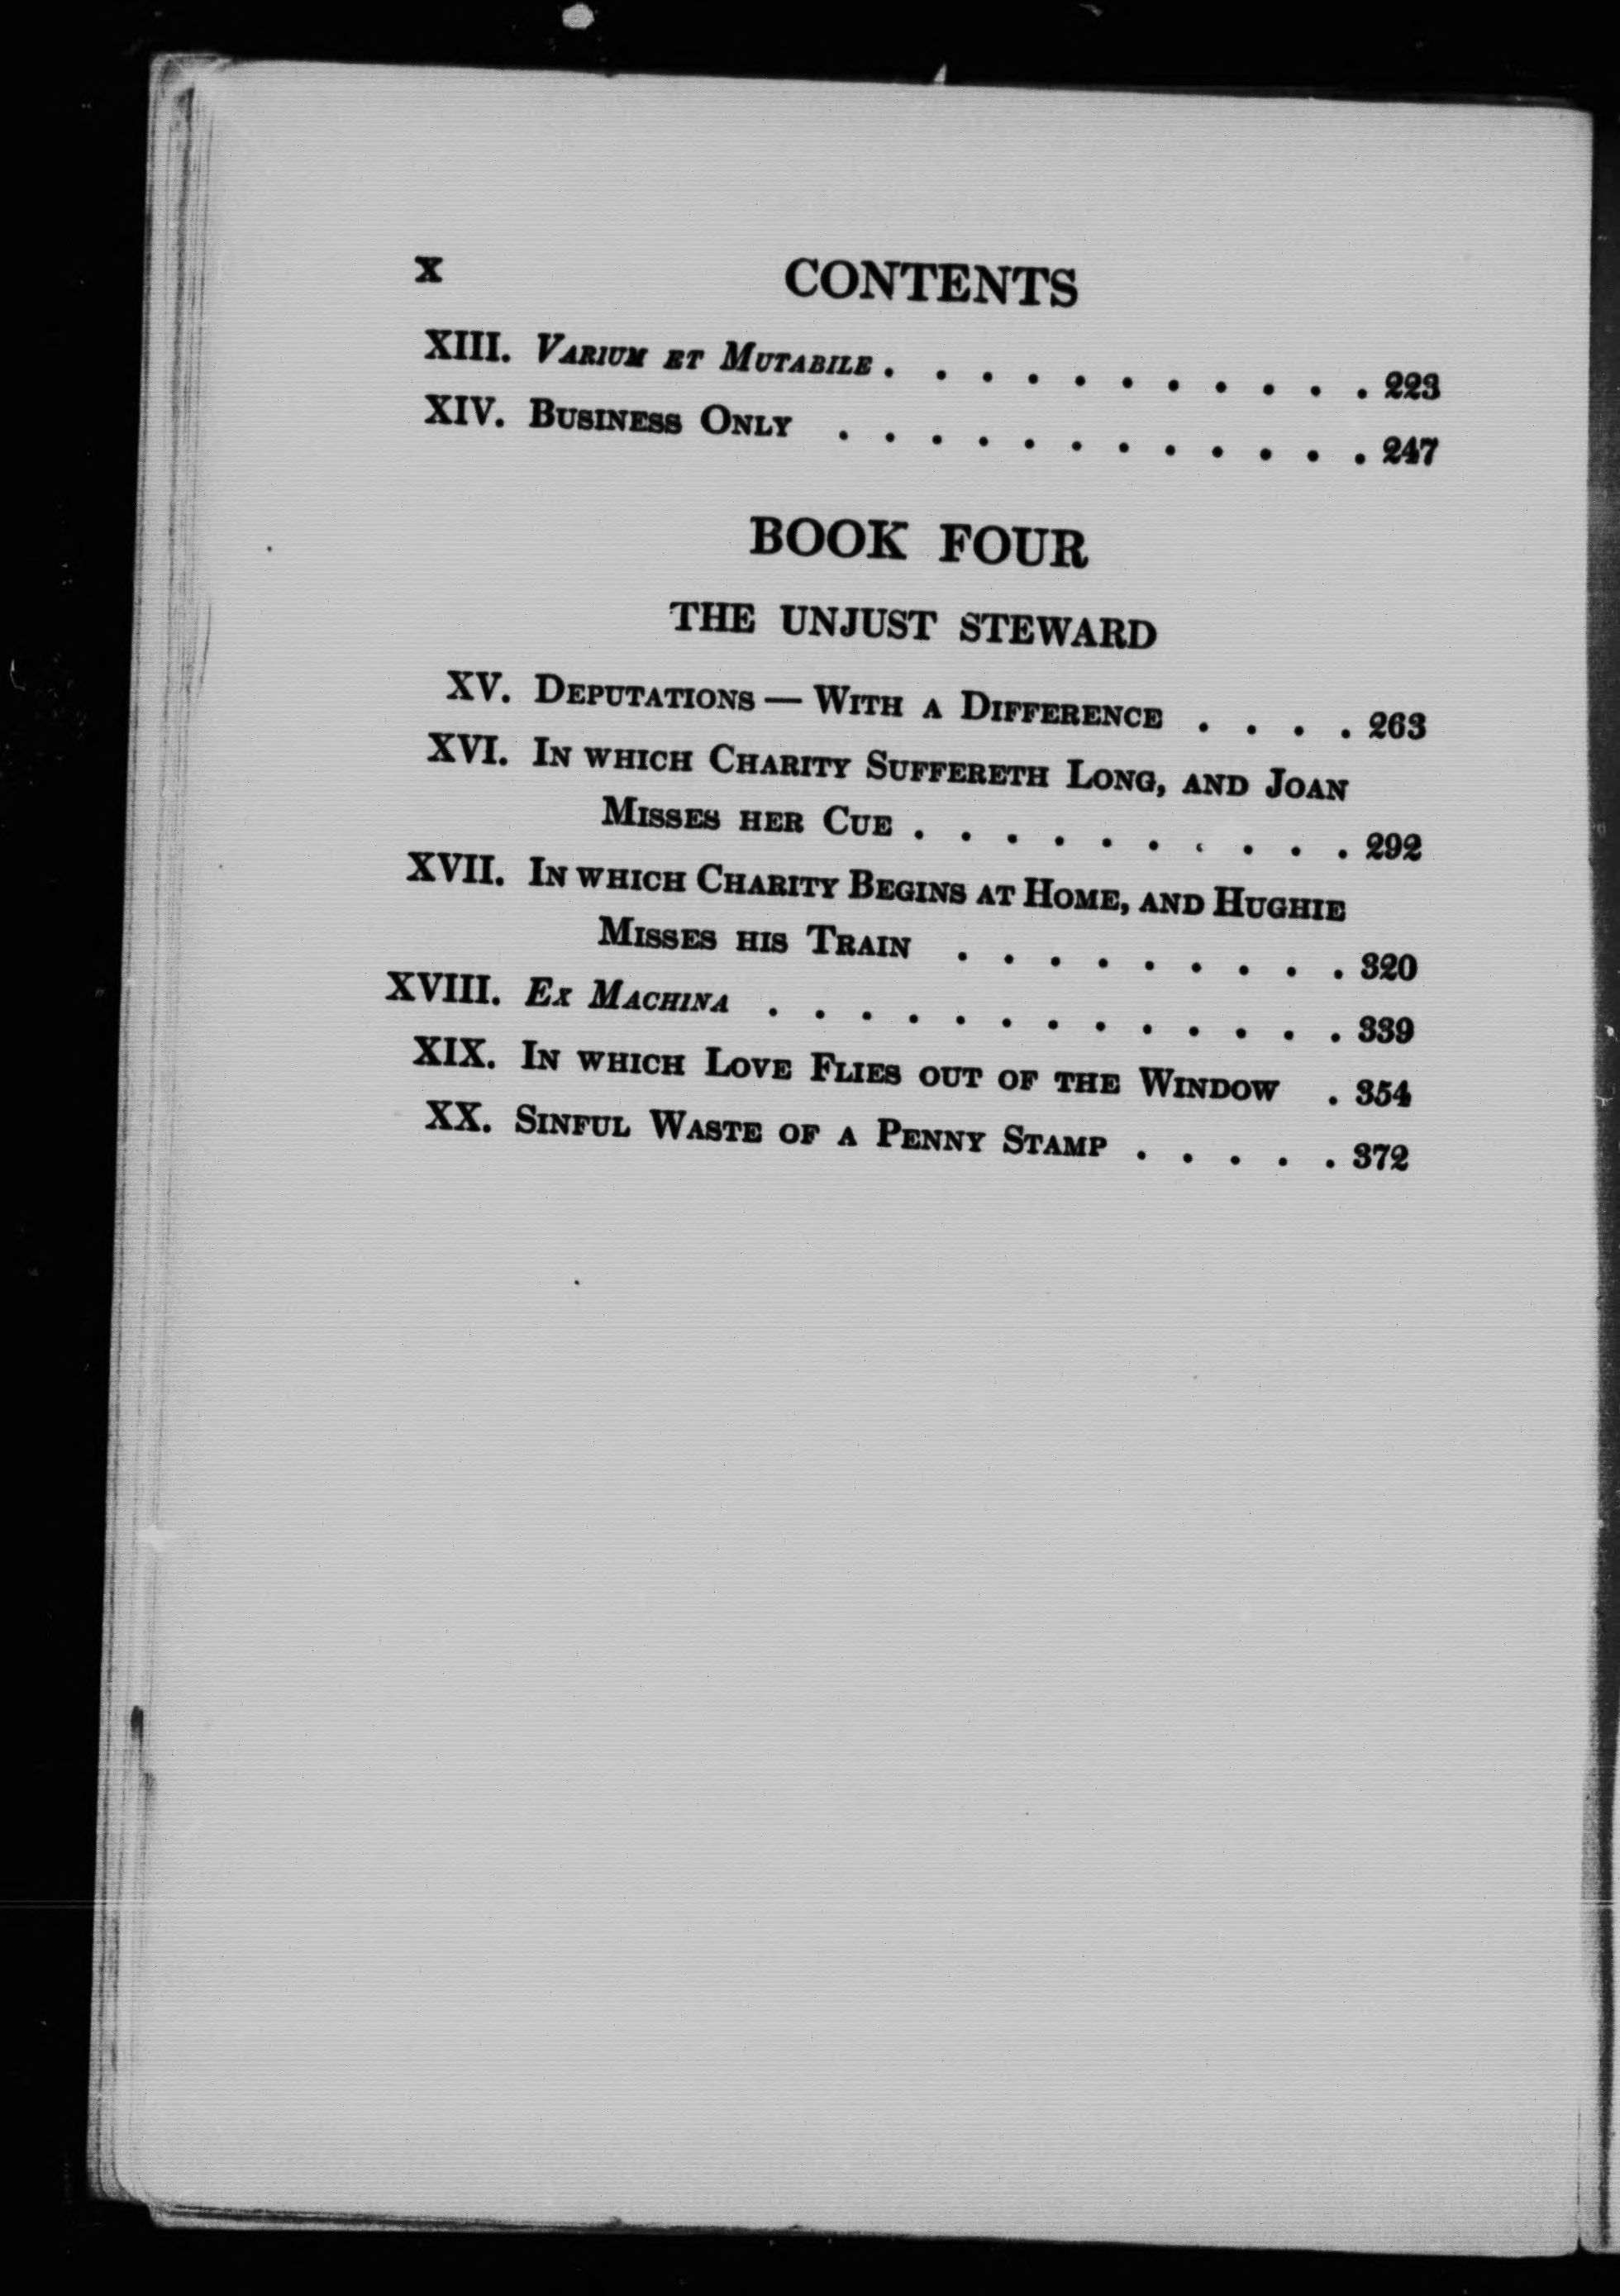 x CONTENTS
XIII. Varium et Mutabile . . . . . . . . . . . 223
XIV. Business Only . . . . . . . . . . . . 247
BOOK FOUR
THE UNJUST STEWARD
XV. Deputations — With a Difference . . . . 263
XVI. In which Charity Suffereth Long, and Joan
Misses her Cue . . . . . . . . . . 292
XVII. In which Charity Begins at Home, and Hughie
Misses his Train . . . . . . . . . 320
XVIII. Ex Machina . . . . . . . . . . . . . 339
XIX. In which Love Flies out of the Window . 354
XX. Sinful Waste of a Penny Stamp . . . . . 372